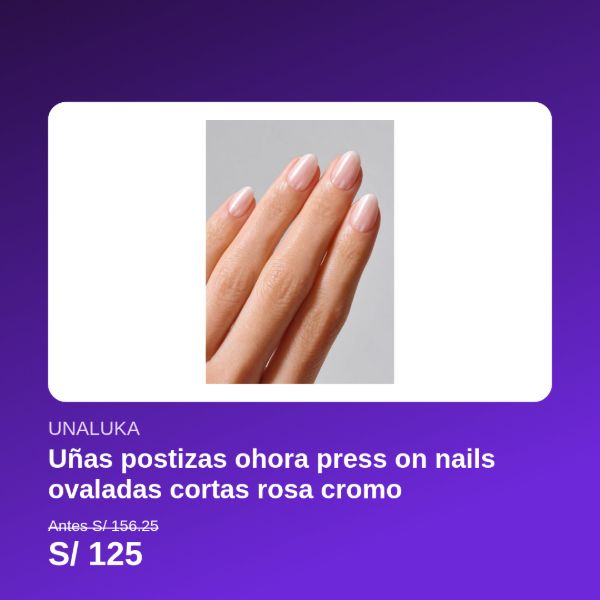 UNALUKA
Uñas postizas ohora press on nails
ovaladas cortas rosa cromo
Antes S/ 156.25
S/ 125